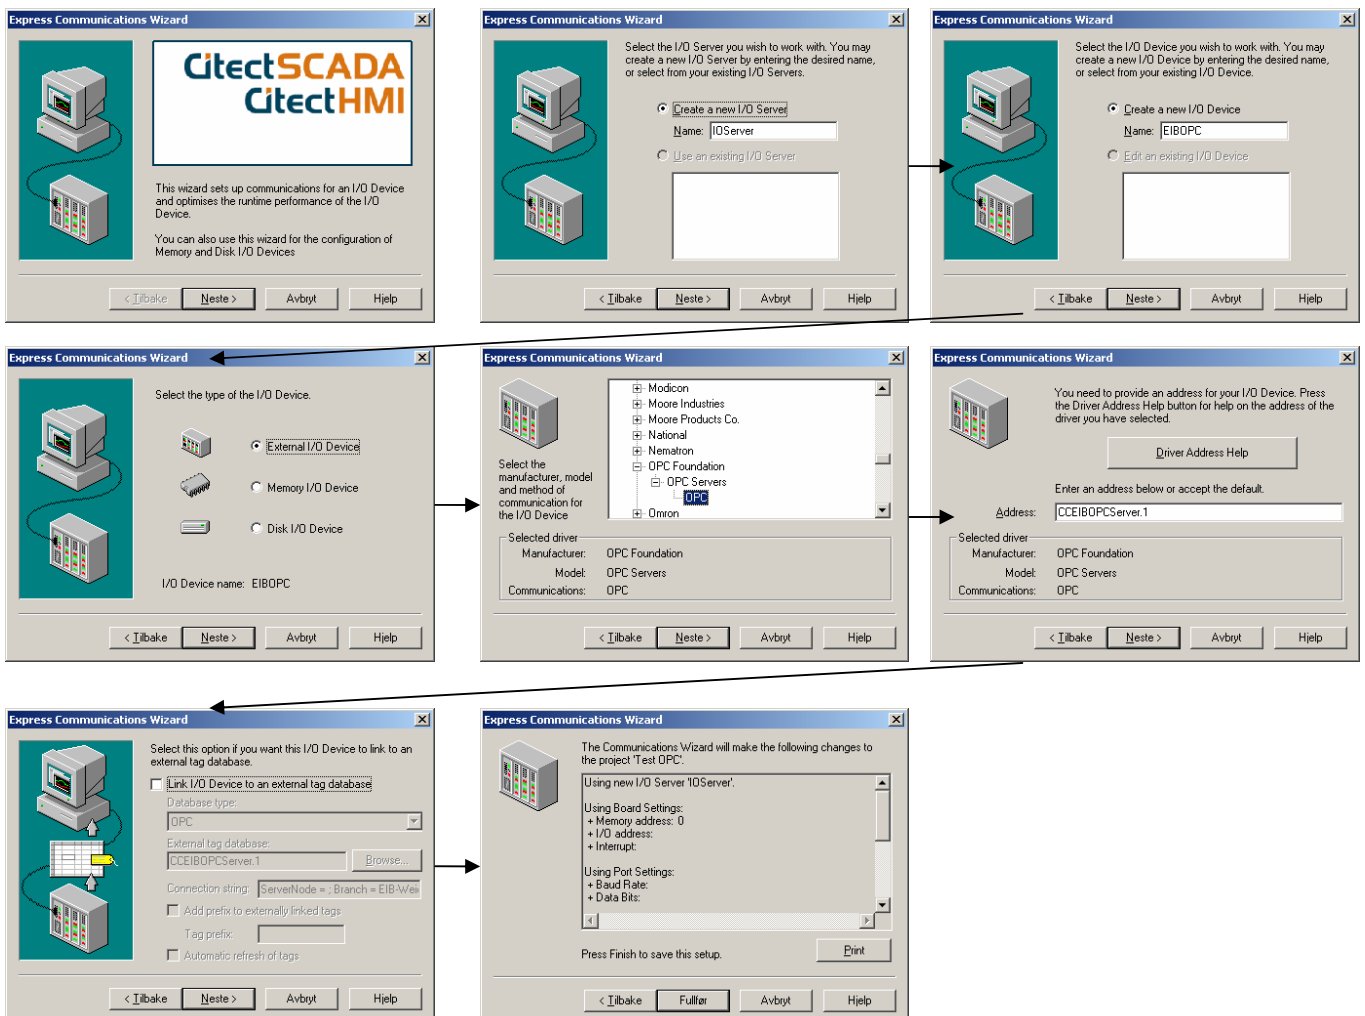 Express Communications Wizard
CitectSCADA
CitectHMI
This wizard sets up communications for an I/O Device
and optimises the runtime performance of the I/O
Device.
You can also use this wizard for the configuration of
Memory and Disk I/O Devices
< Tilbake
Neste >
Avbryt
Hjelp
Express Communications Wizard
Select the I/O Server you wish to work with. You may
create a new I/O Server by entering the desired name,
or select from your existing I/O Servers.
Create a new I/O Server
Name: IOServer
Use an existing I/O Server
< Tilbake
Neste >
Avbryt
Hjelp
Express Communications Wizard
Select the I/O Device you wish to work with. You may
create a new I/O Device by entering the desired name,
or select from your existing I/O Device.
Create a new I/O Device
Name: EIBOPC
Edit an existing I/O Device
< Tilbake
Neste >
Avbryt
Hjelp
Express Communications Wizard
Select the type of the I/O Device.
External I/O Device
Memory I/O Device
Disk I/O Device
I/O Device name: EIBOPC
< Tilbake
Neste >
Avbryt
Hjelp
Express Communications Wizard
Select the
manufacturer, model
and method of
communication for
the I/O Device
Modicon
Moore Industries
Moore Products Co.
National
Nematron
OPC Foundation
OPC Servers
OPC
Omron
Selected driver
Manufacturer: OPC Foundation
Model: OPC Servers
Communications: OPC
< Tilbake
Neste >
Avbryt
Hjelp
Express Communications Wizard
You need to provide an address for your I/O Device. Press
the Driver Address Help button for help on the address of the
driver you have selected.
Driver Address Help
Enter an address below or accept the default.
Address: CCEIBOPCServer.1
Selected driver
Manufacturer: OPC Foundation
Model: OPC Servers
Communications: OPC
< Tilbake
Neste >
Avbryt
Hjelp
Express Communications Wizard
Select this option if you want this I/O Device to link to an
external tag database.
Link I/O Device to an external tag database
Database type:
OPC
External tag database:
CCEIBOPCServer.1
Browse...
Connection string: ServerNode = ; Branch = EIB-Wei
Add prefix to externally linked tags
Tag prefix:
Automatic refresh of tags
< Tilbake
Neste >
Avbryt
Hjelp
Express Communications Wizard
The Communications Wizard will make the following changes to
the project 'Test OPC'.
Using new I/O Server 'IOServer'.
Using Board Settings:
+ Memory address: 0
+ I/O address:
+ Interrupt:
Using Port Settings:
+ Baud Rate:
+ Data Bits:
Press Finish to save this setup.
Print
< Tilbake
Fullfør
Avbryt
Hjelp